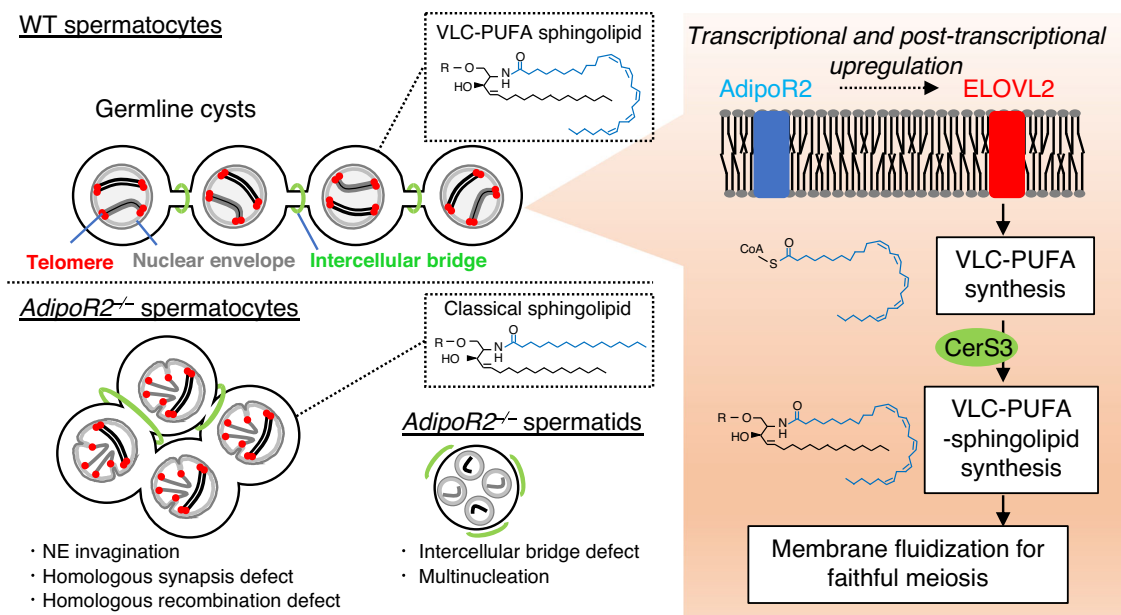 WT spermatocytes
VLC-PUFA sphingolipid
R
O
N
H
O
HO
Germline cysts
Telomere
Nuclear envelope
Intercellular bridge
AdipoR2–/– spermatocytes
Classical sphingolipid
R
O
N
H
O
HO
AdipoR2–/– spermatids
・ NE invagination
・ Homologous synapsis defect
・ Homologous recombination defect
・ Intercellular bridge defect
・ Multinucleation
Transcriptional and post-transcriptional
upregulation
AdipoR2
ELOVL2
CoA
S
O
VLC-PUFA
synthesis
CerS3
R
O
N
H
O
HO
VLC-PUFA
-sphingolipid
synthesis
Membrane fluidization for
faithful meiosis